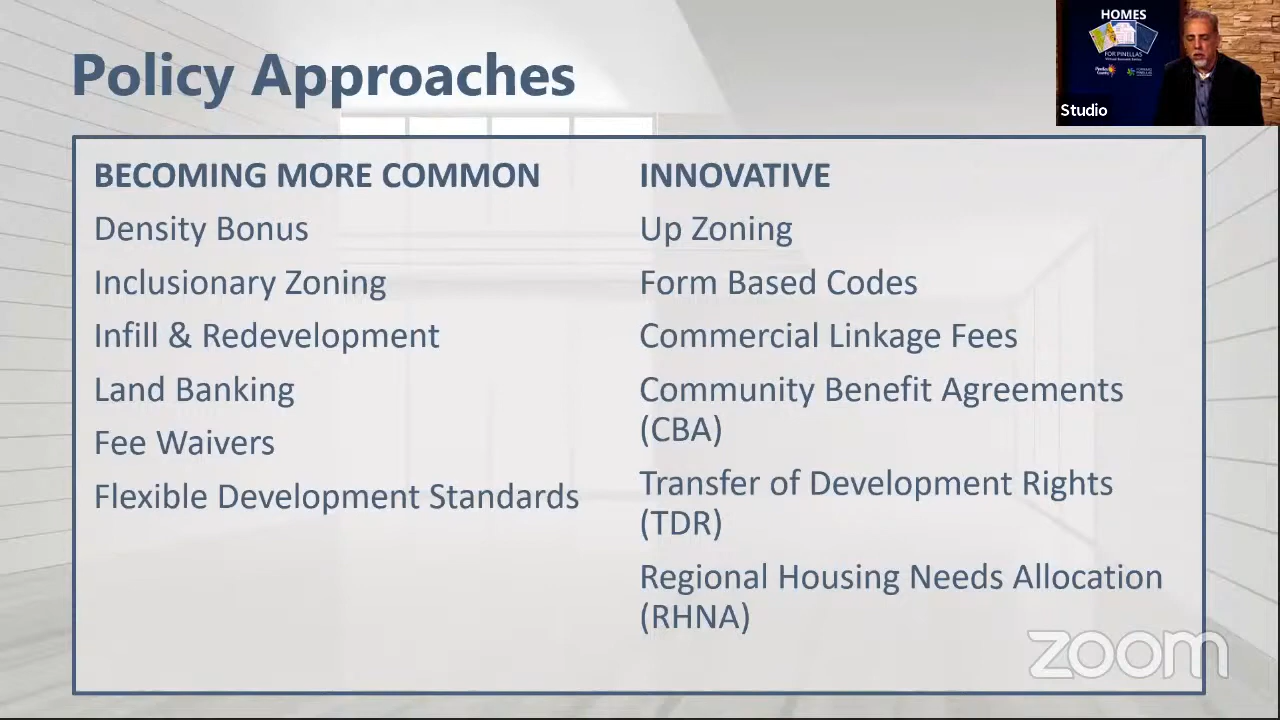 Policy Approaches
BECOMING MORE COMMON
Density Bonus
Inclusionary Zoning
Infill & Redevelopment
Land Banking
Fee Waivers
Flexible Development Standards
INNOVATIVE
Up Zoning
Form Based Codes
Commercial Linkage Fees
Community Benefit Agreements
(CBA)
Transfer of Development Rights
(TDR)
Regional Housing Needs Allocation
(RHNA)
HOMES
FOR PINELLAS
Studio
zoom